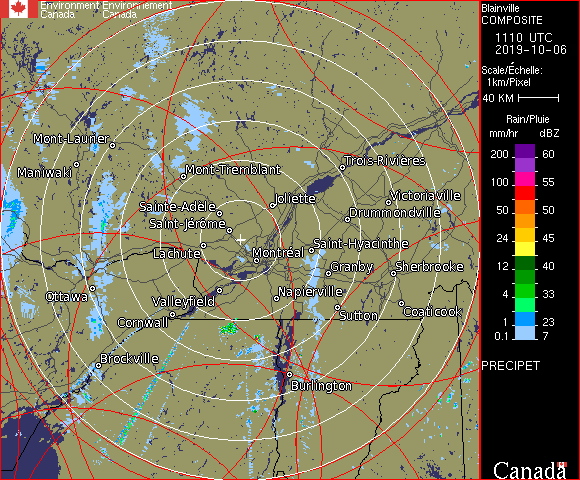 Environment Environnement
Canada Canada
Blainville
COMPOSITE
1110 UTC
2019-10-06
Scale/Échelle:
1km/Pixel
40 KM
Rain/Pluie
mm/hr dBZ
200 60
100 55
50 50
24 45
12 40
4 33
1 23
0.1 7
PRECIPET
Mont-Laurier
Maniwaki
Mont-Tremblant
Trois-Rivières
Joliette
Victoriaville
Sainte-Adèle
Drummondville
Saint-Jérôme
Saint-Hyacinthe
Lachute
Montréal
Granby
Sherbrooke
Ottawa
Valleyfield
Napierville
Cornwall
Sutton
Coaticook
Brockville
Burlington
Canada